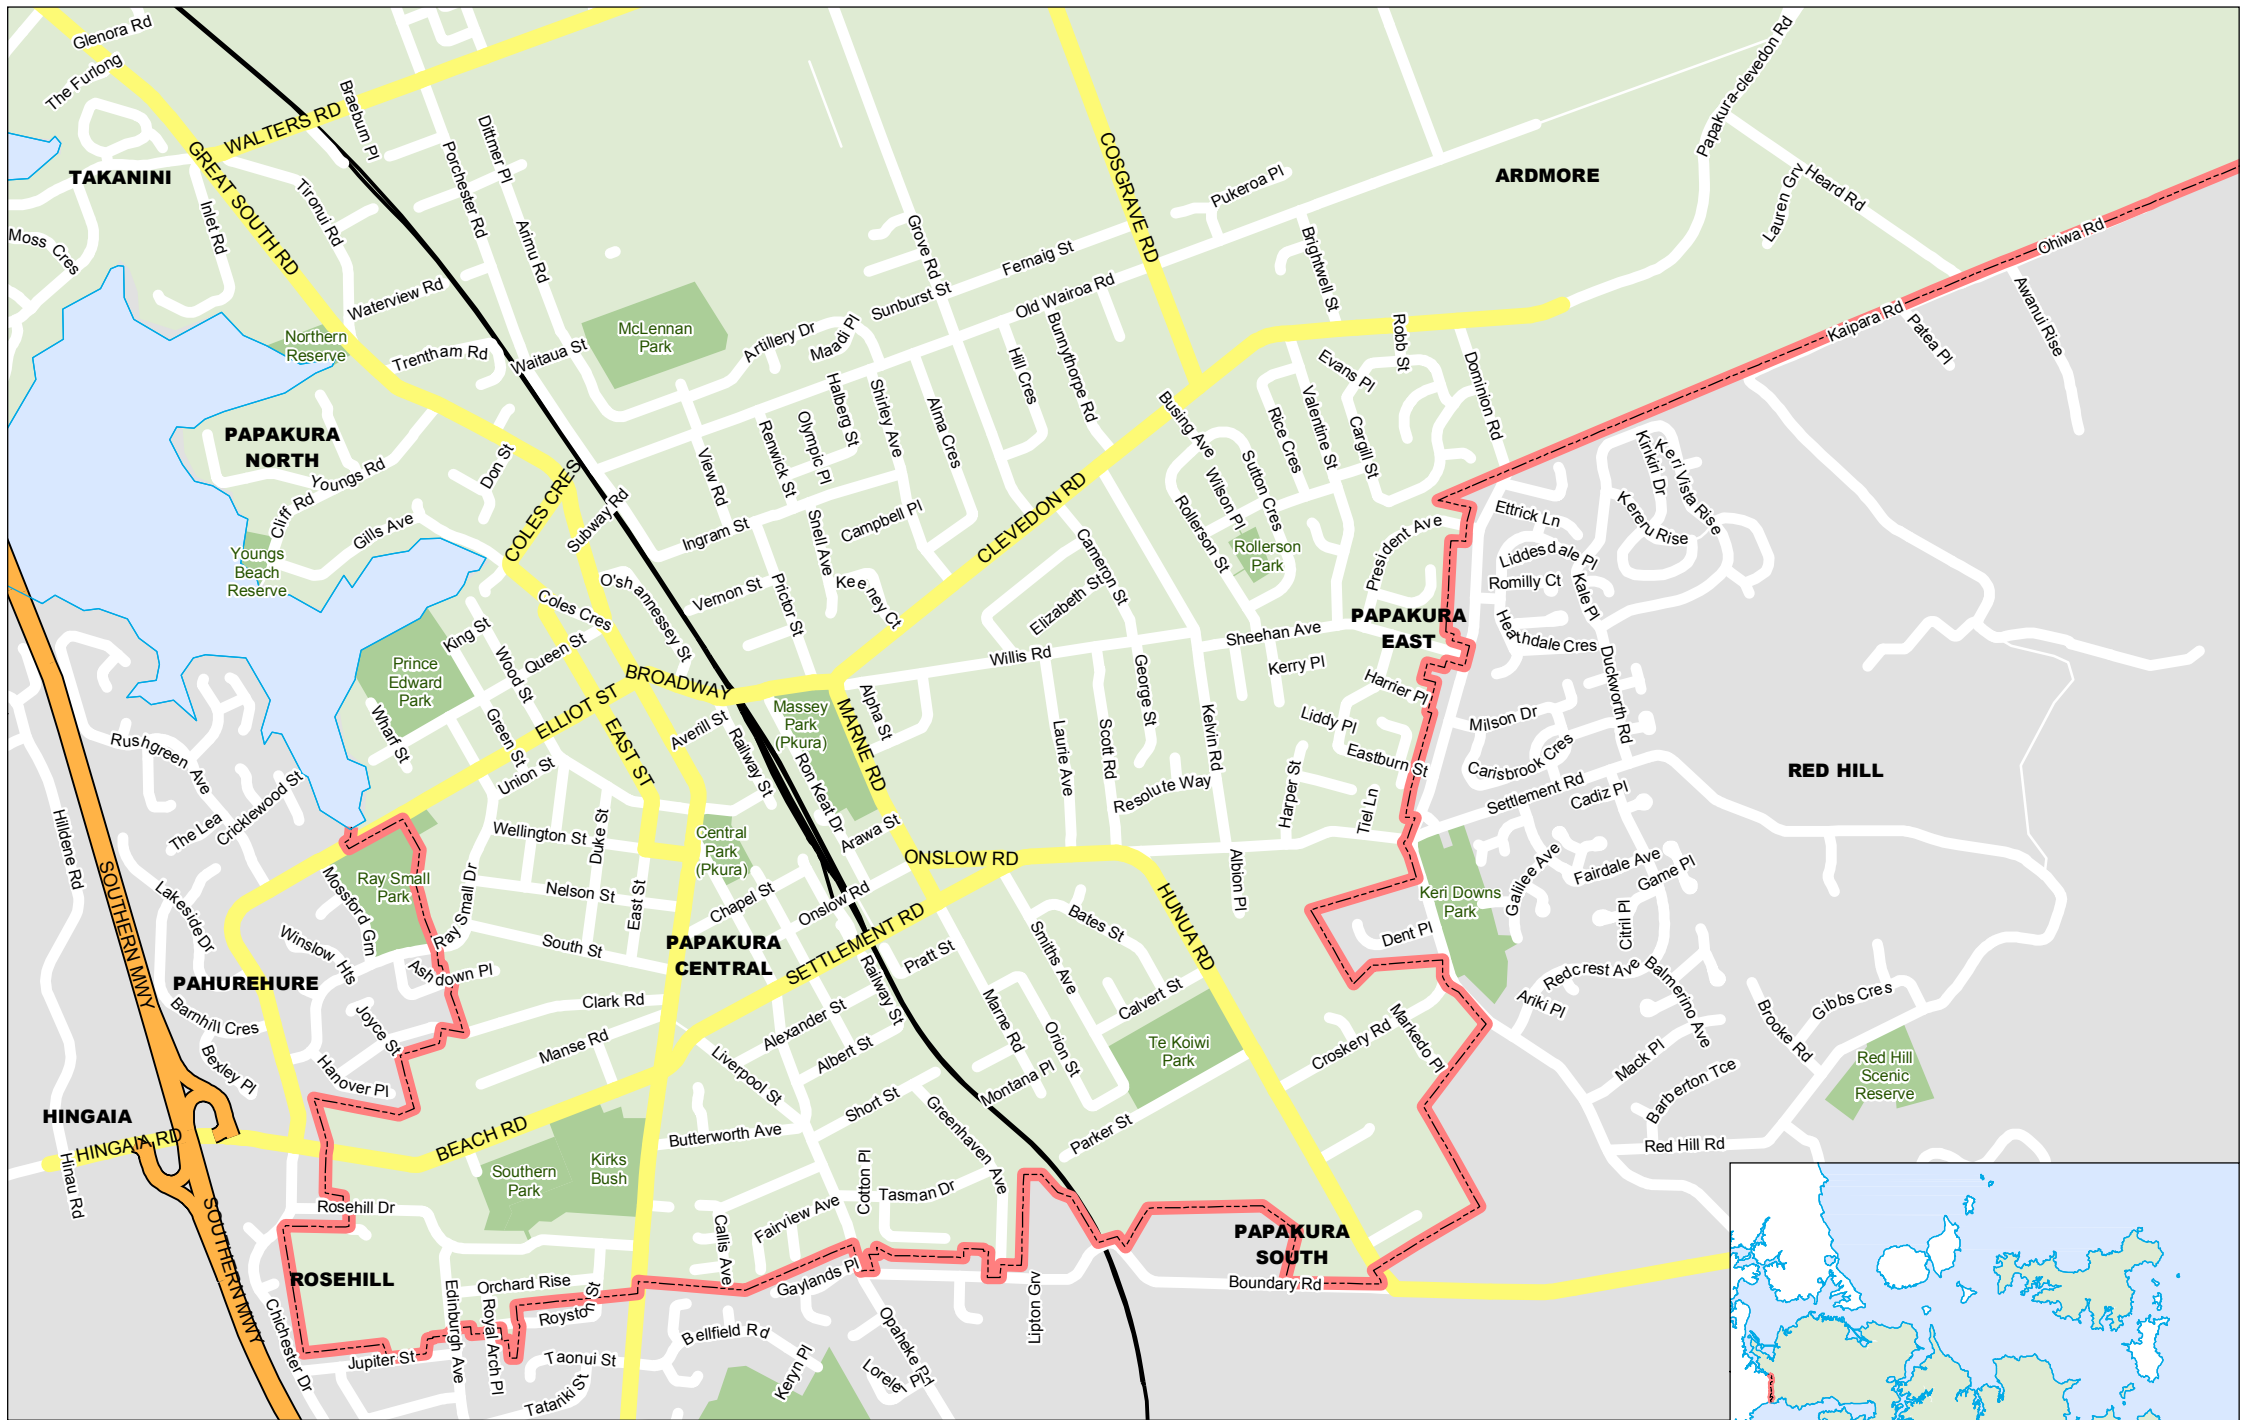 Glenora Rd
The Furlong
Braeburn Pl
WALTERS RD
GREAT SOUTH RD
TAKANINI
Moss Cres
Inlet Rd
Tironui Rd
Porchester Rd
Dittmer Pl
Arimu Rd
Waterview Rd
Northern
Reserve
Trentham Rd
Waitaua St
McLennan
Park
Artillery Dr
Maadi Pl
Sunburst St
Grove Rd
Fernaig St
Old Wairoa Rd
Pukeroa Pl
COSGRAVE RD
Brightwell St
ARDMORE
Papakura-clevedon Rd
Lauren Grv
Heard Rd
Ohiwa Rd
Kaipara Rd
Patea Pl
Awanui Rise
Robb St
Evans Pl
Dominion Rd
Bunnythorpe Rd
Hill Cres
Alma Cres
Shirley Ave
Halberg St
Olympic Pl
Renwick St
View Rd
Busing Ave
Wilson Pl
Sutton Cres
Rice Cres
Valentine St
Cargill St
Rollerson St
Rollerson
Park
President Ave
PAPAKURA
NORTH
Youngs Rd
Cliff Rd
Gills Ave
Don St
COLES CRES
Subway Rd
Youngs
Beach
Reserve
Ingram St
Snell Ave
Campbell Pl
Keeney Ct
CLEVEDON RD
Cameron St
Elizabeth St
Kirikiri Dr
Keri Vista Rise
Kereru Rise
Ettrick Ln
Liddesdale Pl
Romilly Ct
Kale Pl
Heathdale Cres
Duckworth Rd
PAPAKURA
EAST
Sheehan Ave
Kerry Pl
Harrier Pl
Liddy Pl
Eastburn St
Willis Rd
George St
Scott Rd
Laurie Ave
Kelvin Rd
Resolute Way
Harper St
Tiel Ln
Vernon St
Prictor St
O'shannessey St
Coles Cres
Queen St
King St
Wood St
Prince
Edward
Park
Wharf St
Green St
Union St
ELLIOT ST
BROADWAY
EAST ST
Averill St
Railway St
Massey
Park
(Pkura)
MARNE RD
Alpha St
Ron Keat Dr
Arawa St
ONSLOW RD
Milson Dr
Carisbrook Cres
Settlement Rd
Cadiz Pl
RED HILL
Rushgreen Ave
The Lea
Cricklewood St
Hilldene Rd
SOUTHERN MWY
Lakeside Dr
Mossford Grn
Ray Small
Park
Ray Small Dr
Wellington St
Duke St
Nelson St
East St
South St
Central
Park
(Pkura)
Chapel St
Onslow Rd
SETTLEMENT RD
PAPAKURA
CENTRAL
Albion Pl
HUNUA RD
Keri Downs
Park
Galilee Ave
Fairdale Ave
Game Pl
Citril Pl
Dent Pl
Redcrest Ave
Ariki Pl
Balmerino Ave
Brooke Rd
Gibbs Cres
Winslow Hts
PAHUREHURE
Ashdown Pl
Joyce St
Barnhill Cres
Bexley Pl
Hanover Pl
Clark Rd
Manse Rd
Pratt St
Railway St
Alexander St
Albert St
Liverpool St
Smiths Ave
Bates St
Calvert St
Marne Rd
Orion St
Te Koiwi
Park
Croskery Rd
Markedo Pl
Mack Pl
Barberton Tce
Red Hill
Scenic
Reserve
Red Hill Rd
HINGAIA
HINGAIA RD
Hinau Rd
BEACH RD
Southern
Park
Kirks
Bush
Butterworth Ave
Short St
Greenhaven Ave
Montana Pl
Parker St
Cotton Pl
Tasman Dr
Fairview Ave
Callis Ave
Gaylands Pl
Rosehill Dr
SOUTHERN MWY
ROSEHILL
Orchard Rise
Royston St
Edinburgh Ave
Royal Arch Pl
Jupiter St
Chichester Dr
Taonui St
Tatariki St
Bellfield Rd
Keryn Pl
Opaheke Rd
Lorelei Pl
Lipton Grv
PAPAKURA
SOUTH
Boundary Rd